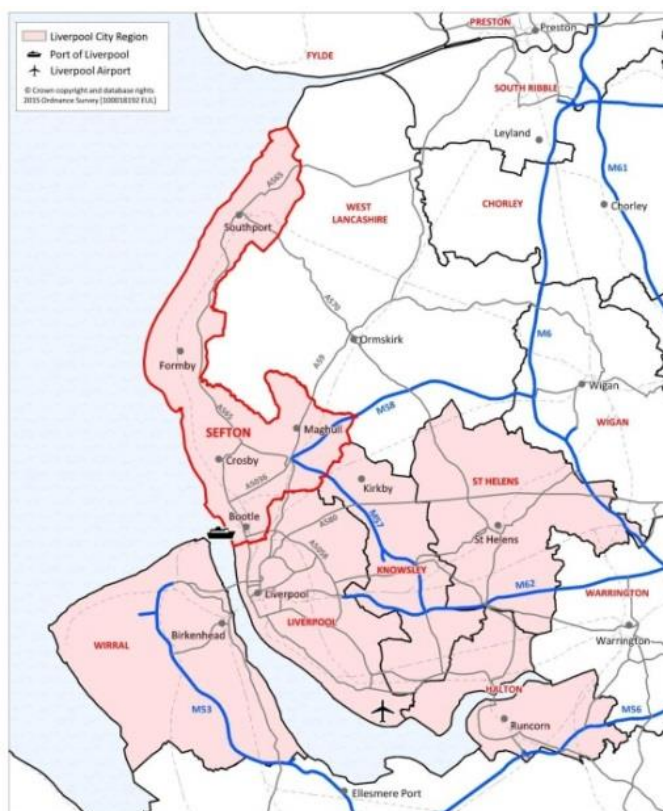 Liverpool City Region
Port of Liverpool
Liverpool Airport
© Crown copyright and database rights
2015 Ordnance Survey [100018192 EUL]
PRESTON
Preston
FYLDE
SOUTH RIBBLE
Leyland
M61
A565
WEST
LANCASHIRE
CHORLEY
Chorley
Southport
A570
Ormskirk
M6
A59
Formby
M58
Wigan
WIGAN
A565
SEFTON
Maghull
Crosby
A5036
Kirkby
ST HELENS
Bootle
A580
M57
St Helens
A5058
KNOWSLEY
M62
Liverpool
WARRINGTON
LIVERPOOL
Birkenhead
Warrington
WIRRAL
HALTON
M53
Runcorn
M56
Ellesmere Port